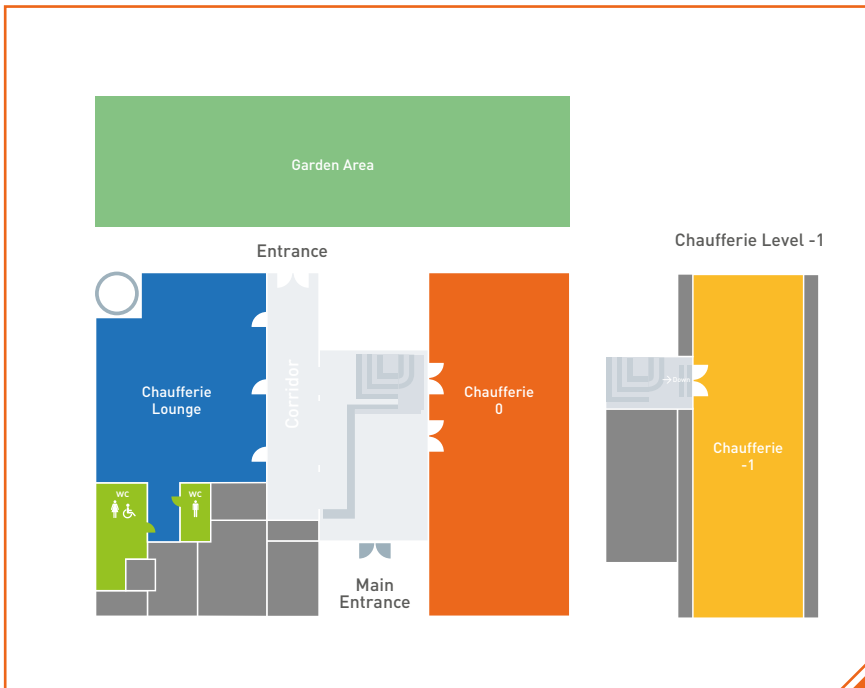 Garden Area
Entrance
Chaufferie Level -1
Chaufferie
Lounge
Corridor
Chaufferie
0
Down
Chaufferie
-1
WC
WC
Main
Entrance